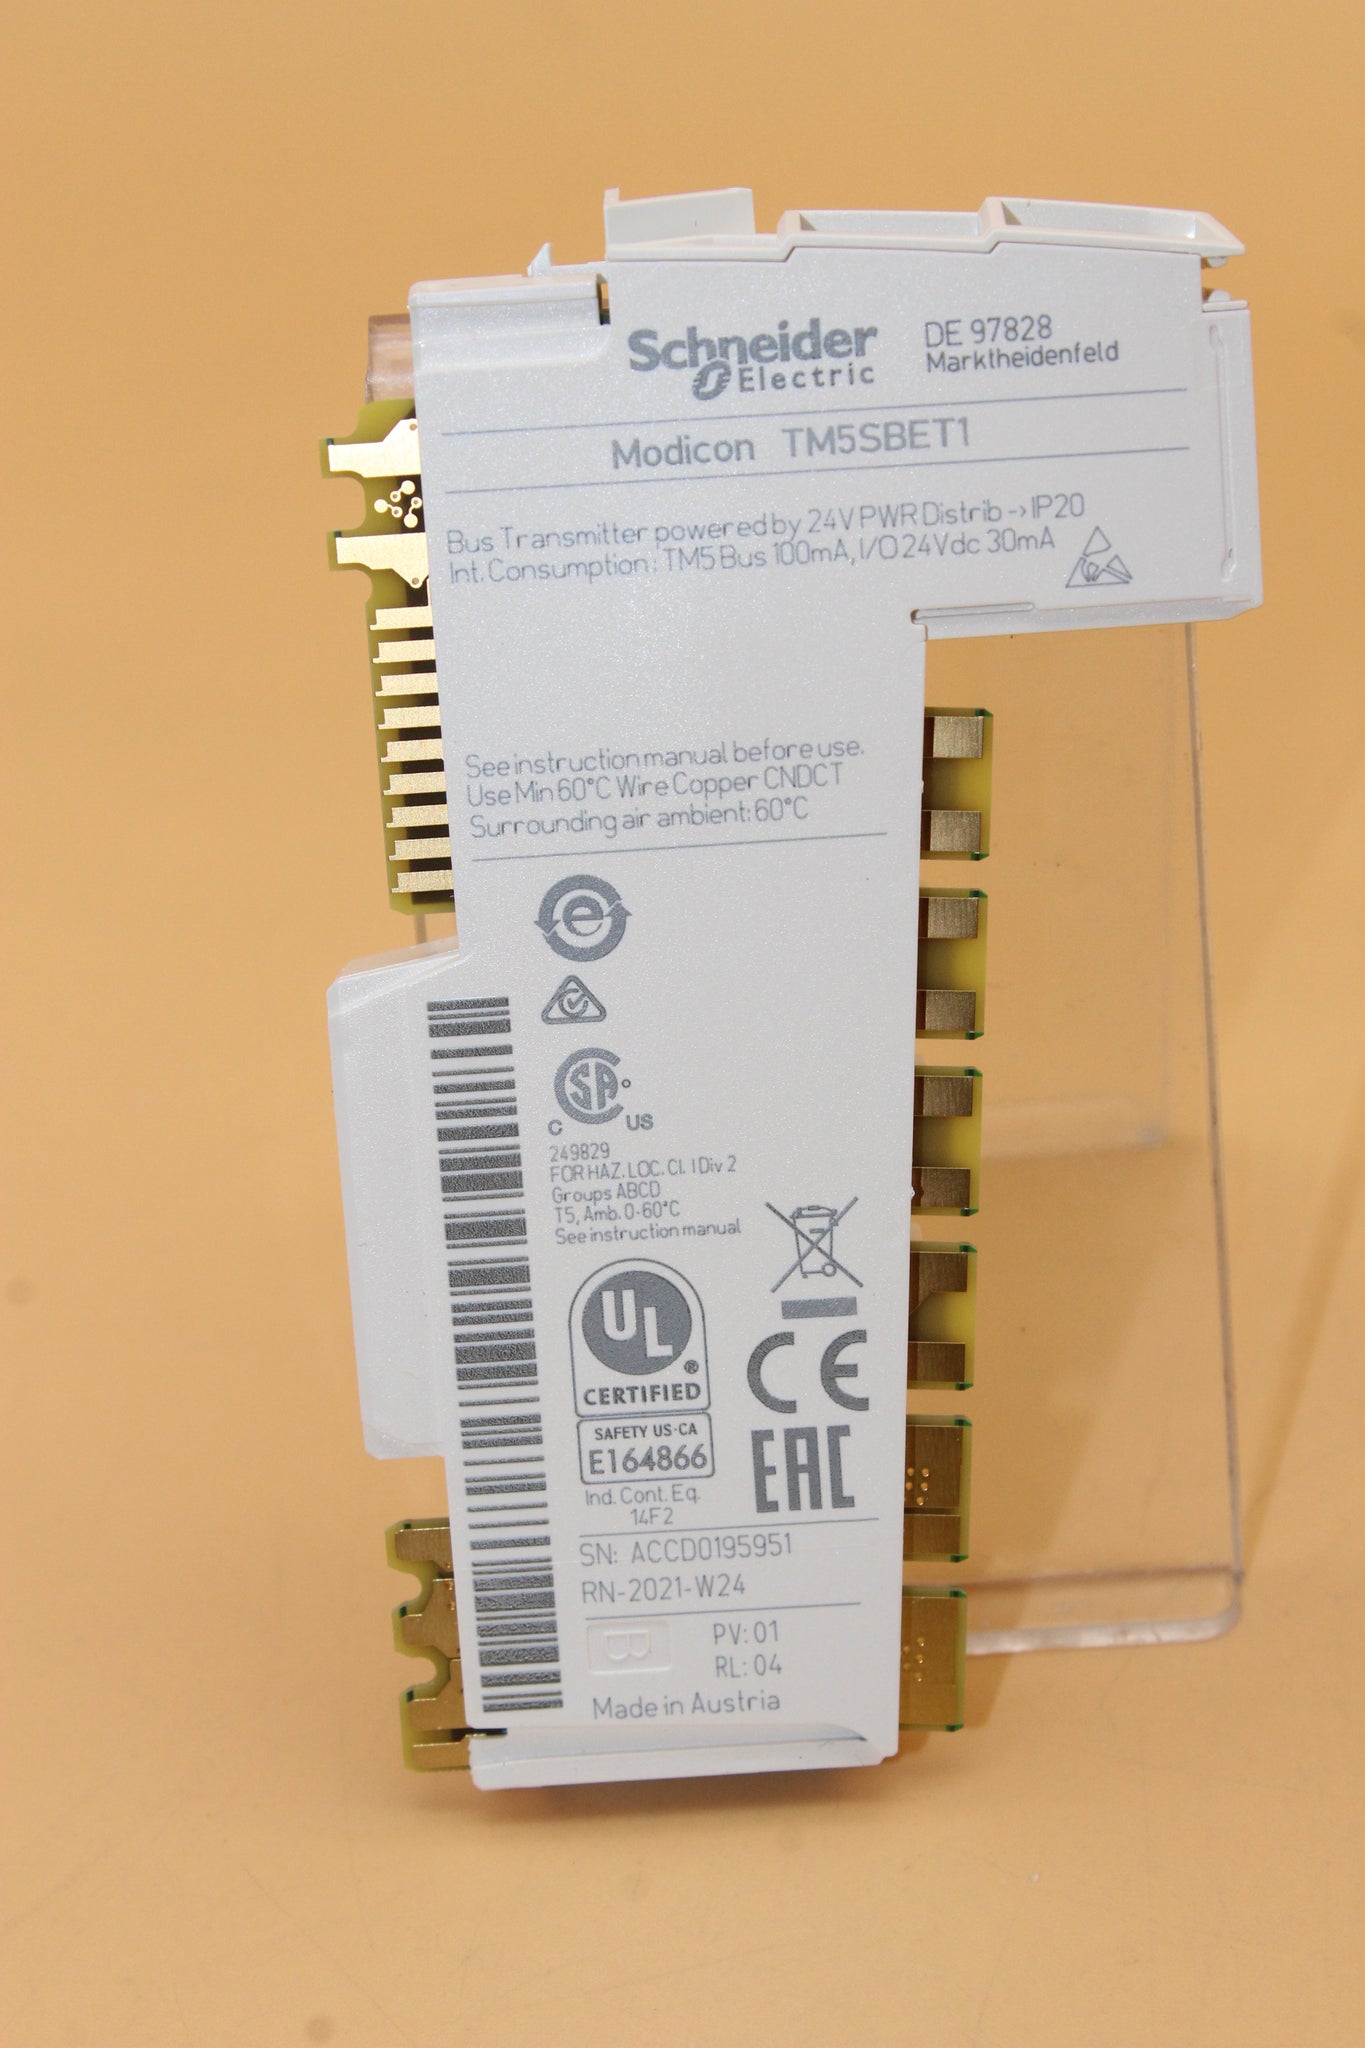 Schneider
Electric
DE 97828
Marktheidenfeld
Modicon TM5SBET1
Bus Transmitter powered by 24V PWR Distrib -> IP20
Int. Consumption: TM5 Bus 100mA, I/O 24Vdc 30mA
See instruction manual before use.
Use Min 60°C Wire Copper CNDCT
Surrounding air ambient: 60°C
e
C SA US
249829
FOR HAZ. LOC. Cl. I Div 2
Groups ABCD
T5, Amb. 0-60°C
See instruction manual
UL ®
CERTIFIED
SAFETY US-CA
E164866
Ind. Cont. Eq.
14F2
CE
EAC
SN: ACCD0195951
RN-2021-W24
B
PV: 01
RL: 04
Made in Austria